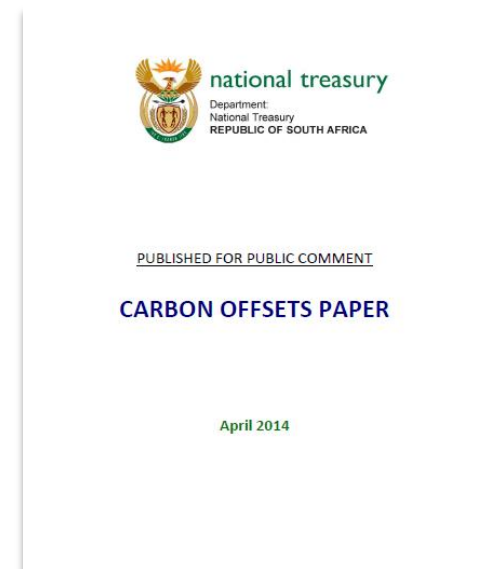 national treasury
Department:
National Treasury
REPUBLIC OF SOUTH AFRICA
PUBLISHED FOR PUBLIC COMMENT
CARBON OFFSETS PAPER
April 2014